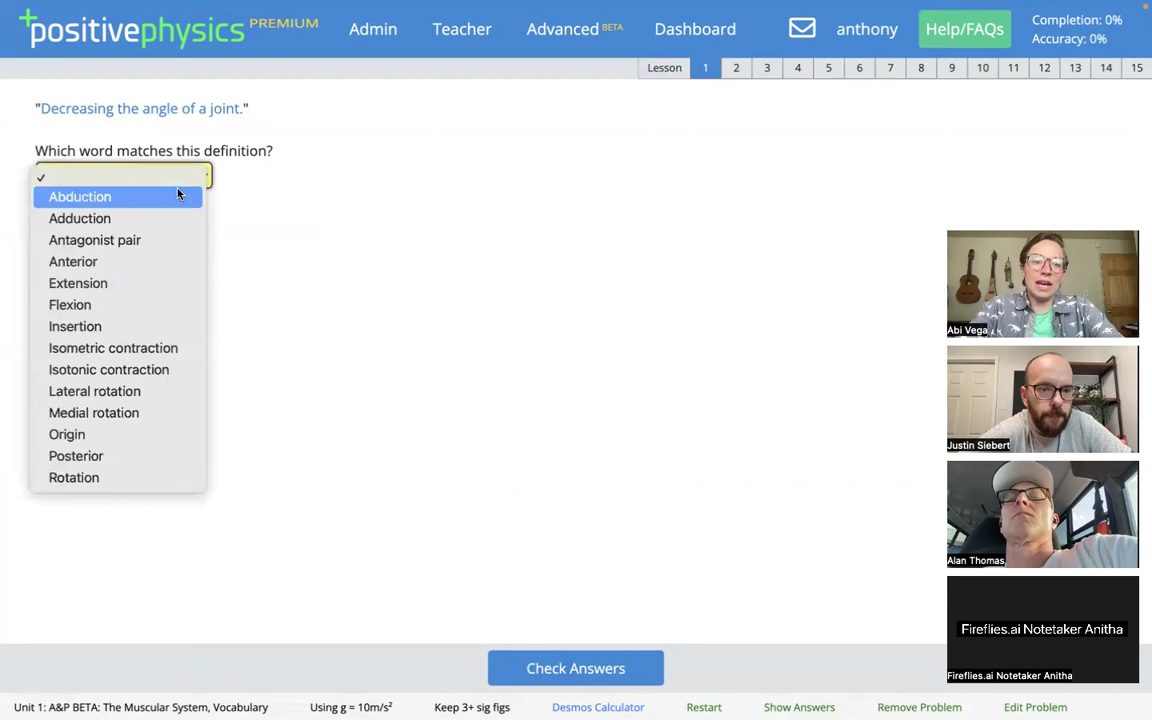 positivephysics PREMIUM
Admin
Teacher
Advanced BETA
Dashboard
anthony
Help/FAQs
Completion: 0%
Accuracy: 0%
Lesson 1 2 3 4 5 6 7 8 9 10 11 12 13 14 15
"Decreasing the angle of a joint."
Which word matches this definition?
Abduction
Adduction
Antagonist pair
Anterior
Extension
Flexion
Insertion
Isometric contraction
Isotonic contraction
Lateral rotation
Medial rotation
Origin
Posterior
Rotation
Abi Vega
Justin Siebert
Alan Thomas
Fireflies.ai Notetaker Anitha
Fireflies.ai Notetaker Anitha
Check Answers
Unit 1: A&P BETA: The Muscular System, Vocabulary
Using g = 10m/s²
Keep 3+ sig figs
Desmos Calculator
Restart
Show Answers
Remove Problem
Edit Problem